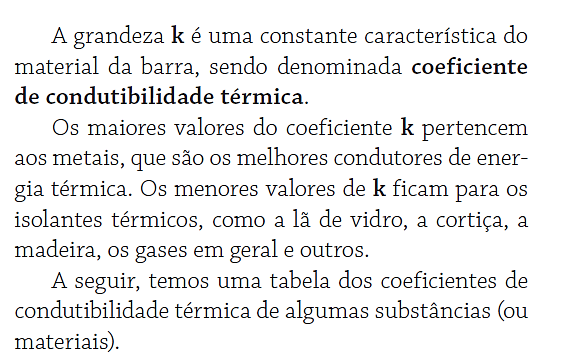 A grandeza k é uma constante característica do
material da barra, sendo denominada coeficiente
de condutibilidade térmica.
Os maiores valores do coeficiente k pertencem
aos metais, que são os melhores condutores de ener-
gia térmica. Os menores valores de k ficam para os
isolantes térmicos, como a lã de vidro, a cortiça, a
madeira, os gases em geral e outros.
A seguir, temos uma tabela dos coeficientes de
condutibilidade térmica de algumas substâncias (ou
materiais).